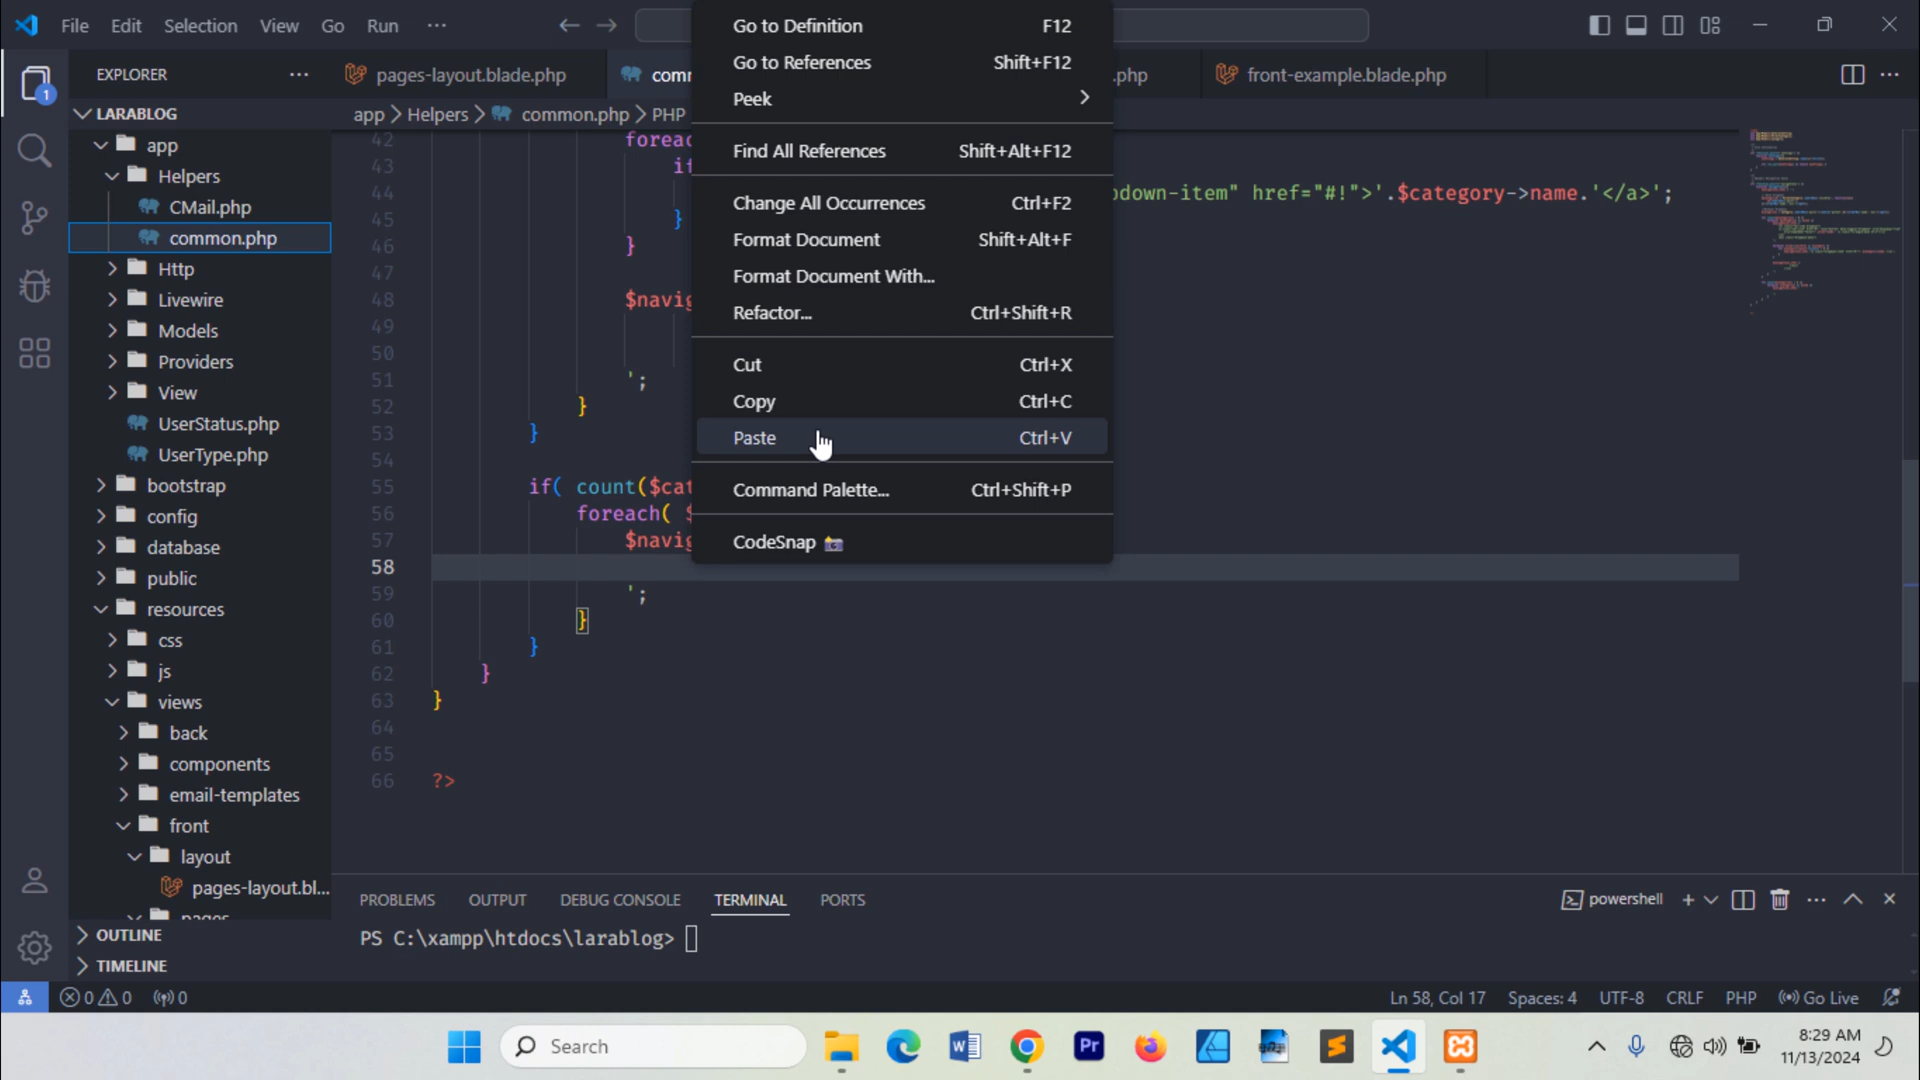 File Edit Selection View Go Run ···
EXPLORER ···
LARABLOG
app
Helpers
CMail.php
common.php
Http
Livewire
Models
Providers
View
UserStatus.php
UserType.php
bootstrap
config
database
public
resources
css
js
views
back
components
email-templates
front
layout
pages-layout.bl...
OUTLINE
TIMELINE
pages-layout.blade.php
.php
front-example.blade.php
app > Helpers > common.php > PHP
42 foreac
43 if
44 odown-item" href="#!">'.$category->name.'</a>';
45 }
46 }
47
48 $navig
49
50
51 ';
52 }
53 }
54
55 if( count($cat
56 foreach( $
57 $navig
58
59 ';
60 }
61 }
62 }
63 }
64
65
66 ?>
Go to Definition F12
Go to References Shift+F12
Peek
Find All References Shift+Alt+F12
Change All Occurrences Ctrl+F2
Format Document Shift+Alt+F
Format Document With...
Refactor... Ctrl+Shift+R
Cut Ctrl+X
Copy Ctrl+C
Paste Ctrl+V
Command Palette... Ctrl+Shift+P
CodeSnap
PROBLEMS OUTPUT DEBUG CONSOLE TERMINAL PORTS
powershell
PS C:\xampp\htdocs\larablog>
0 0 0
Ln 58, Col 17 Spaces: 4 UTF-8 CRLF PHP Go Live
Search
8:29 AM
11/13/2024